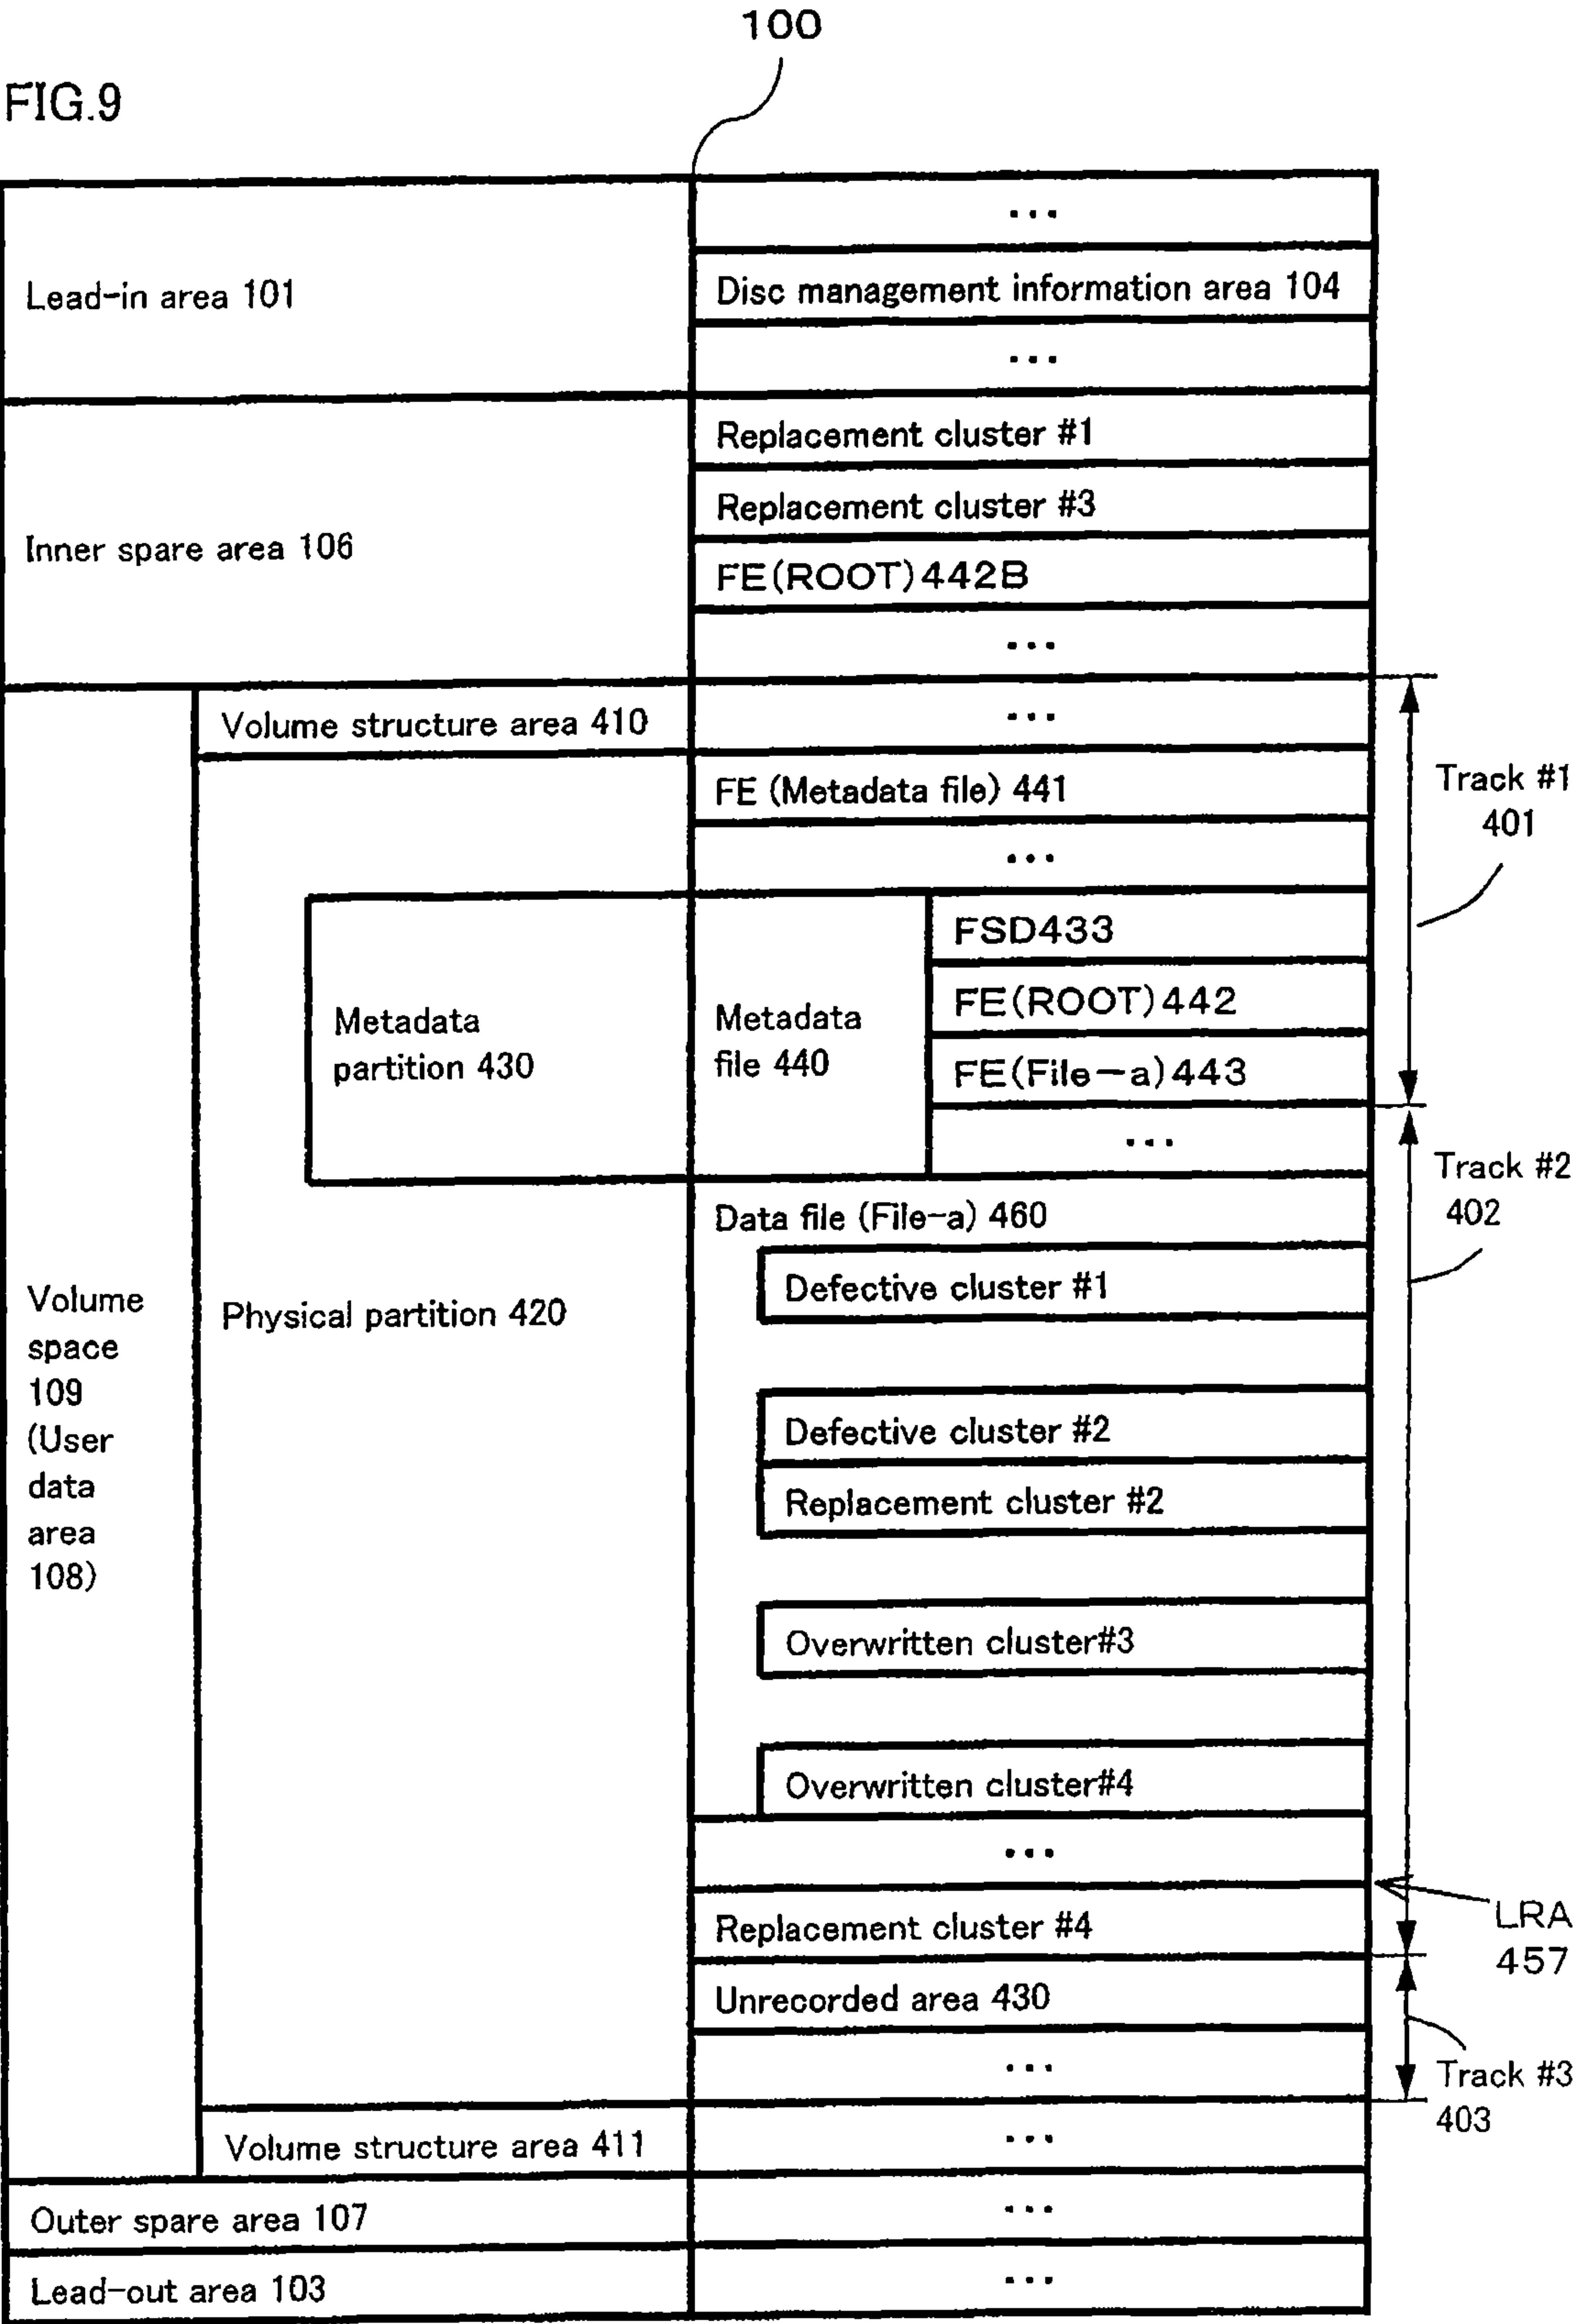 100
FIG.9
...
Lead-in area 101
Disc management information area 104
...
Inner spare area 106
Replacement cluster #1
Replacement cluster #3
FE(ROOT)442B
...
Volume
space
109
(User
data
area
108)
Volume structure area 410
...
Physical partition 420
FE (Metadata file) 441
...
Metadata
partition 430
Metadata
file 440
FSD433
FE(ROOT)442
FE(File-a)443
...
Data file (File-a) 460
Defective cluster #1
Defective cluster #2
Replacement cluster #2
Overwritten cluster#3
Overwritten cluster#4
...
Replacement cluster #4
Unrecorded area 430
...
Volume structure area 411
...
Outer spare area 107
...
Lead-out area 103
...
Track #1
401
Track #2
402
LRA
457
Track #3
403